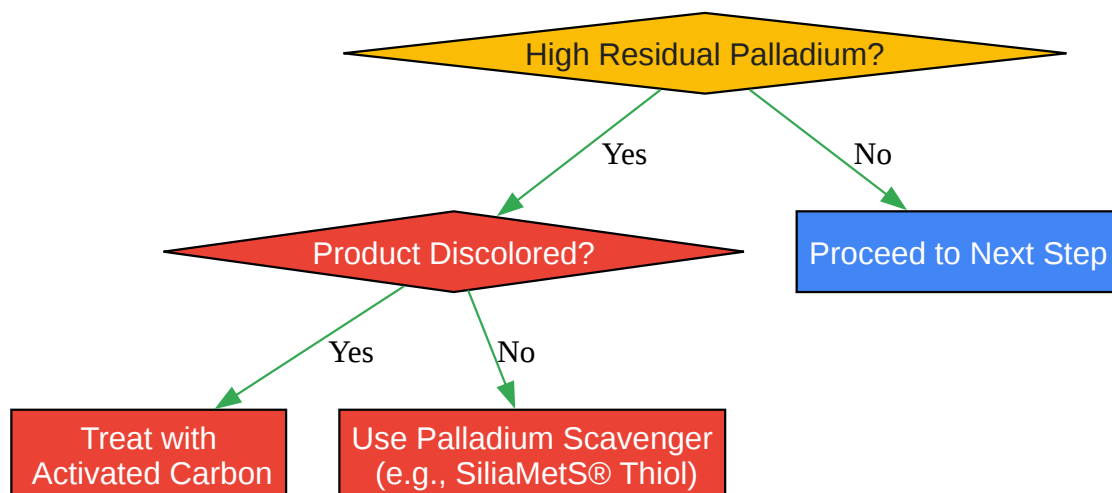 High Residual Palladium?
Yes
No
Product Discolored?
Proceed to Next Step
Yes
No
Treat with
Activated Carbon
Use Palladium Scavenger
(e.g., SiliaMetS® Thiol)